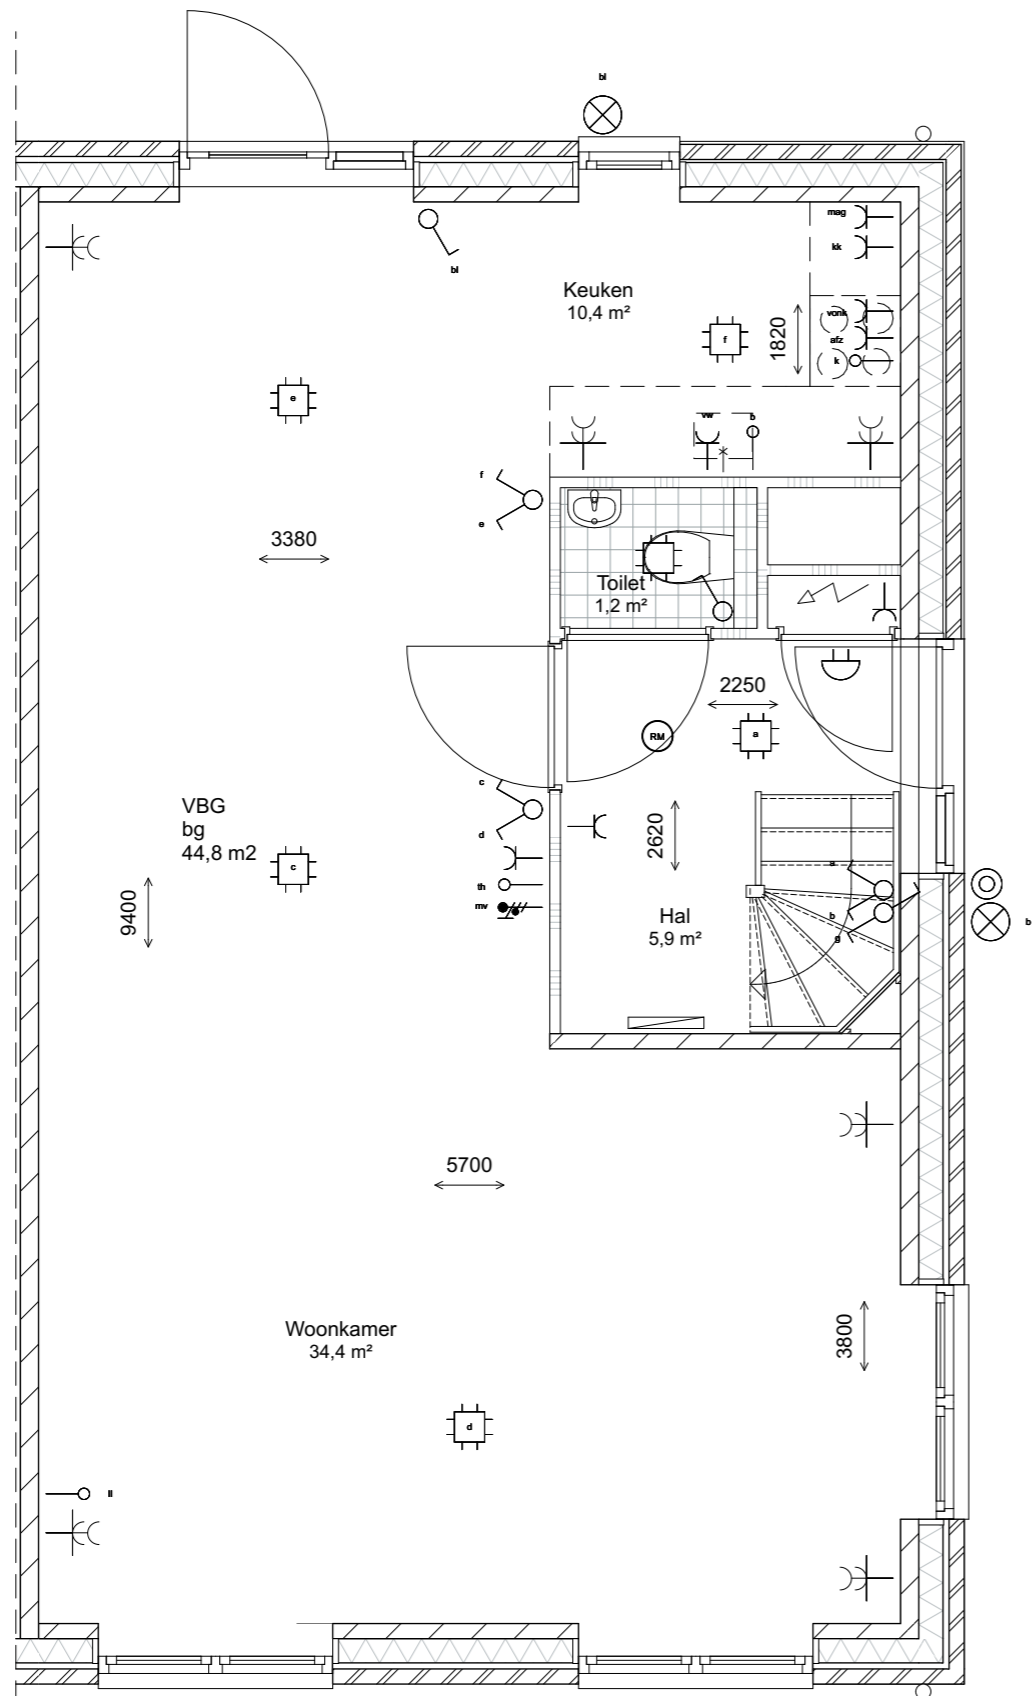 bl
mag
bl
kk
Keuken
10,4 m²
vonk
1820
f
afz
k
e
vw
b
f
e
3380
Toilet
1,2 m²
2250
RM
a
c
d
VBG
bg
44,8 m2
2620
c
a
th
9400
mv
Hal
5,9 m²
b
b
g
5700
Woonkamer
34,4 m²
3800
d
ll